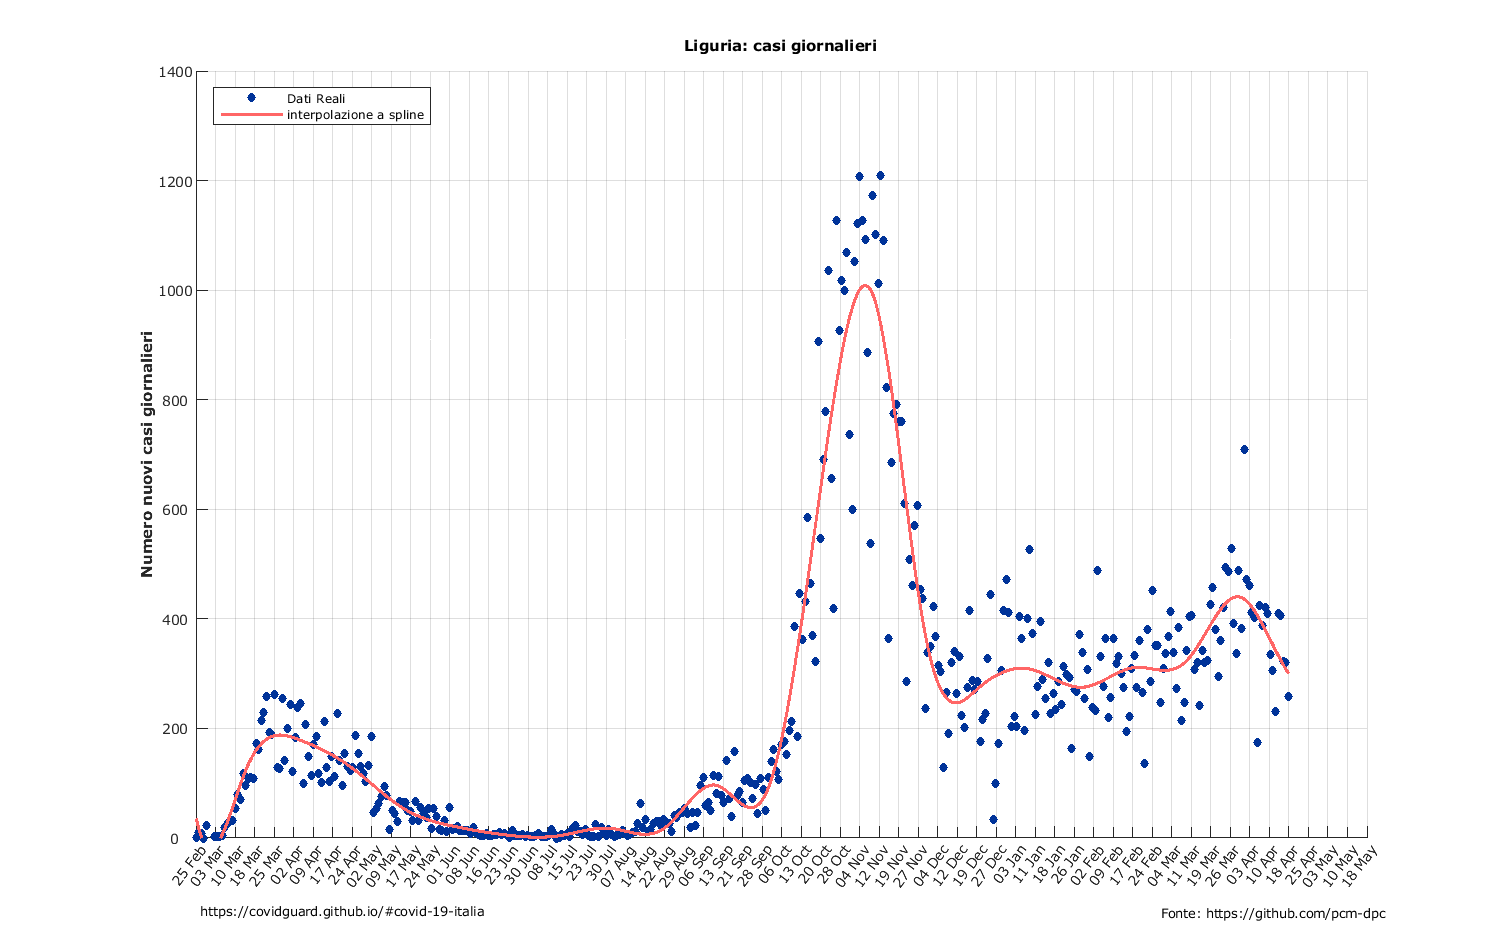 Liguria: casi giornalieri
1400
Dati Reali
interpolazione a spline
1200
1000
800
600
400
200
0
Numero nuovi casi giornalieri
25 Feb
03 Mar
10 Mar
18 Mar
25 Mar
02 Apr
09 Apr
17 Apr
24 Apr
02 May
09 May
17 May
24 May
01 Jun
08 Jun
16 Jun
23 Jun
30 Jun
08 Jul
15 Jul
23 Jul
30 Jul
07 Aug
14 Aug
22 Aug
29 Aug
06 Sep
13 Sep
21 Sep
28 Sep
06 Oct
13 Oct
20 Oct
28 Oct
04 Nov
12 Nov
19 Nov
27 Dec
04 Dec
12 Dec
19 Dec
27 Dec
03 Jan
11 Jan
18 Jan
26 Jan
02 Feb
09 Feb
17 Feb
24 Mar
04 Mar
11 Mar
19 Mar
26 Apr
03 Apr
10 Apr
18 Apr
25 May
03 May
10 May
18 May
https://covidguard.github.io/#covid-19-italia
Fonte: https://github.com/pcm-dpc